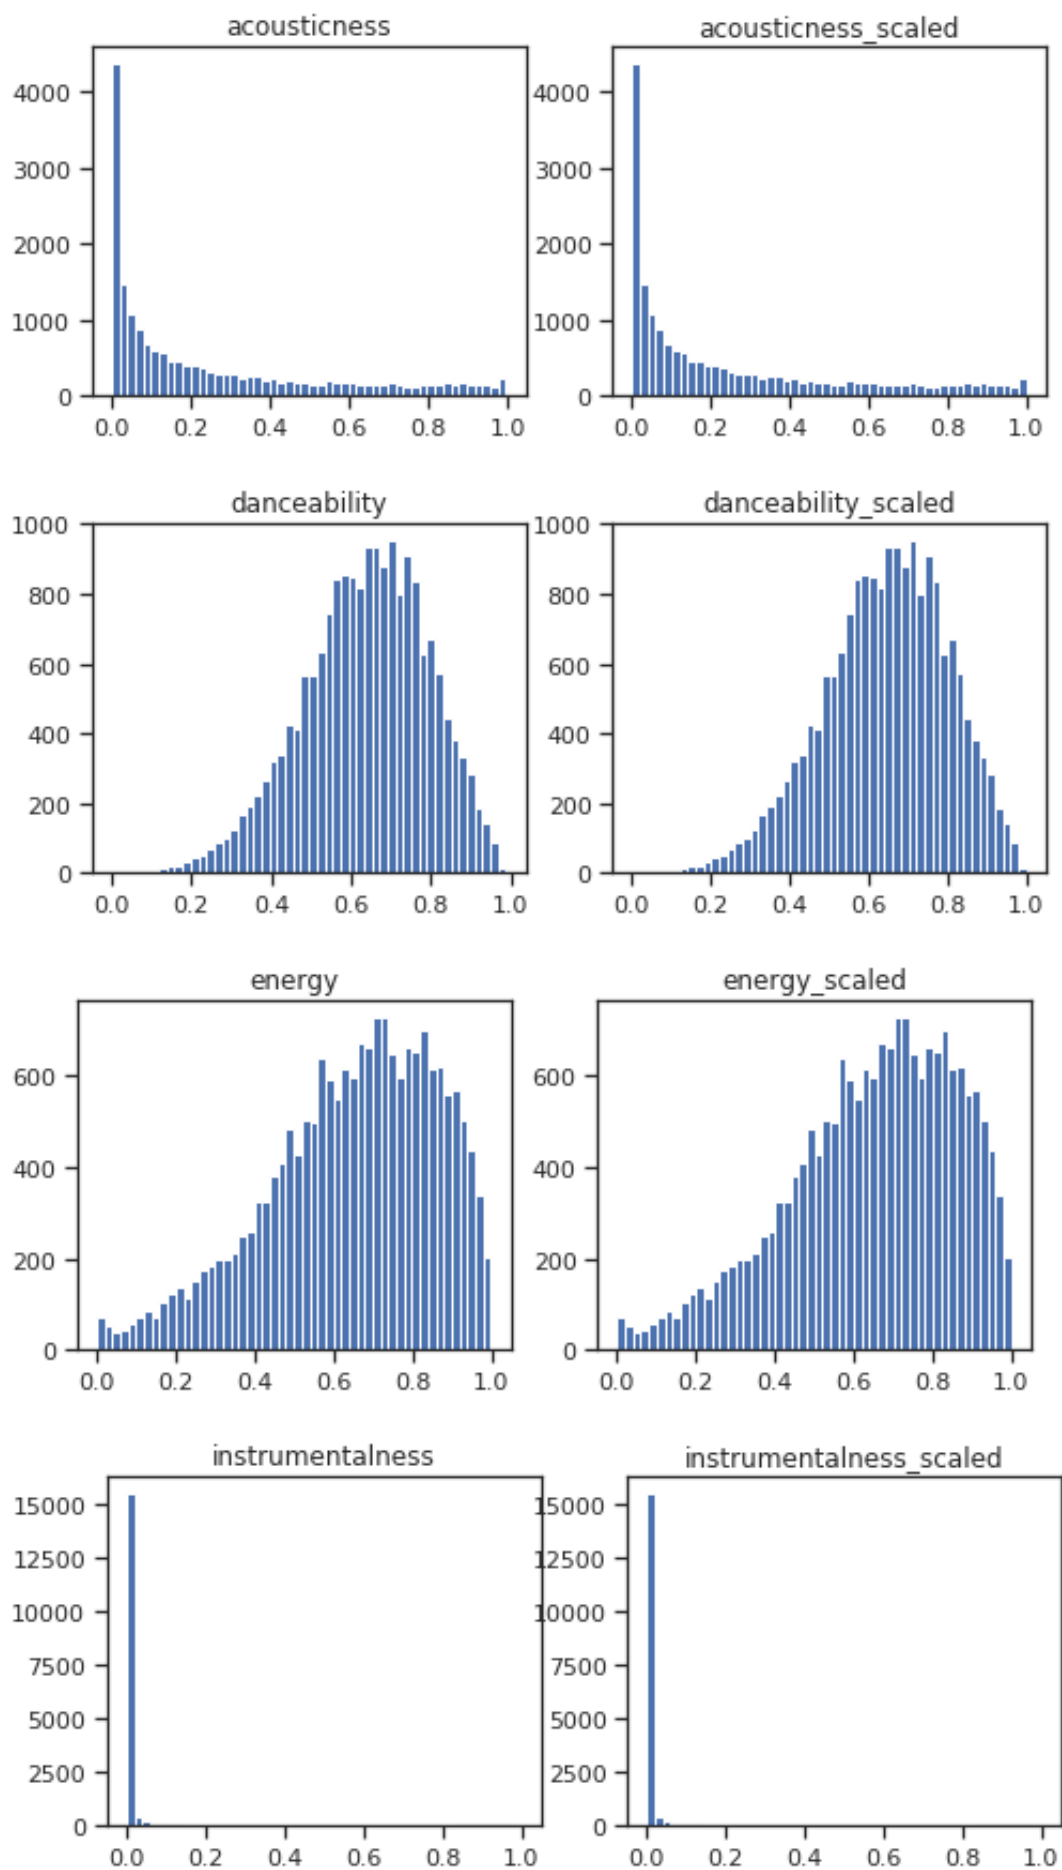 acousticness
acousticness_scaled
4000
3000
2000
1000
0
0.0 0.2 0.4 0.6 0.8 1.0
4000
3000
2000
1000
0
0.0 0.2 0.4 0.6 0.8 1.0
danceability
danceability_scaled
1000
800
600
400
200
0
0.0 0.2 0.4 0.6 0.8 1.0
1000
800
600
400
200
0
0.0 0.2 0.4 0.6 0.8 1.0
energy
energy_scaled
600
400
200
0
0.0 0.2 0.4 0.6 0.8 1.0
600
400
200
0
0.0 0.2 0.4 0.6 0.8 1.0
instrumentalness
instrumentalness_scaled
15000
12500
10000
7500
5000
2500
0
0.0 0.2 0.4 0.6 0.8 1.0
15000
12500
10000
7500
5000
2500
0
0.0 0.2 0.4 0.6 0.8 1.0